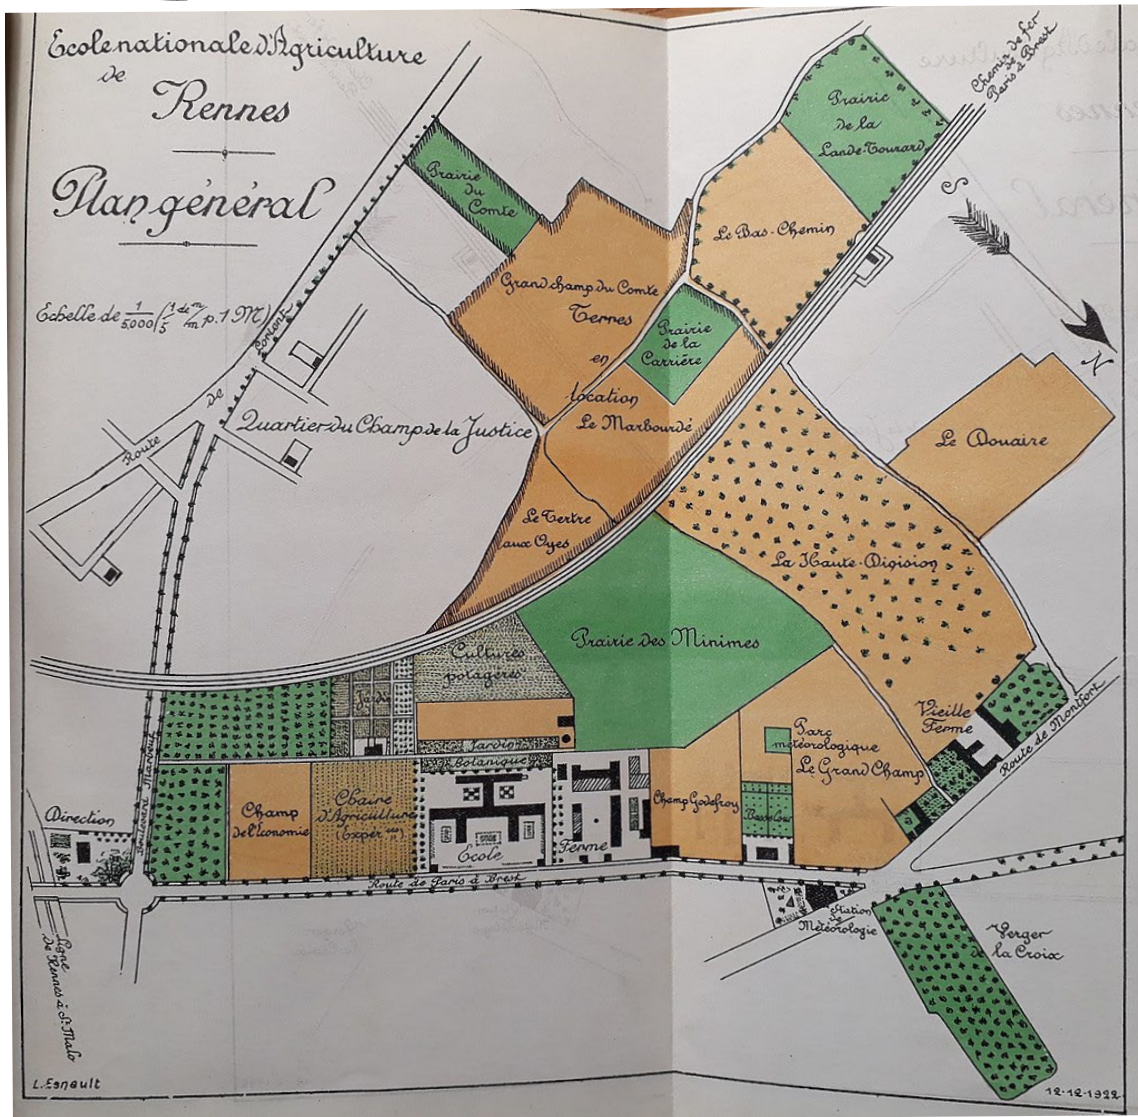 Ecole nationale d'Agriculture
de
Rennes
Plan général
Echelle de 1/5.000 (1/5 de m/m p. 1 M)
Chemin de fer
de
Paris à Brest
S
N
Prairie
de la
Lande-Tourard
Prairie
du
Comte
Le Bas-Chemin
Grand champ du Comte
Terres
en
location
Prairie
de la
Carrière
Le Marbourdé
Route de Lorient
Quartier du Champ de la Justice
Le Douaire
Le Tertre
aux Oyes
La Haute-Division
Prairie des Minimes
Cultures
potagères
Jardin
Jardin
botanique
Vieille
Ferme
Route de Montfort
Parc
météorologique
Le Grand Champ
Champ Godefroy
Basse Cour
Direction
Champ
de l'Economie
Chaire
d'Agriculture
Ecole
Ferme
Route de Paris à Brest
Station
de
Météorologie
Verger
de la Croix
Ligne
de Rennes à St-Malo
L. Esnault
12-12-1922